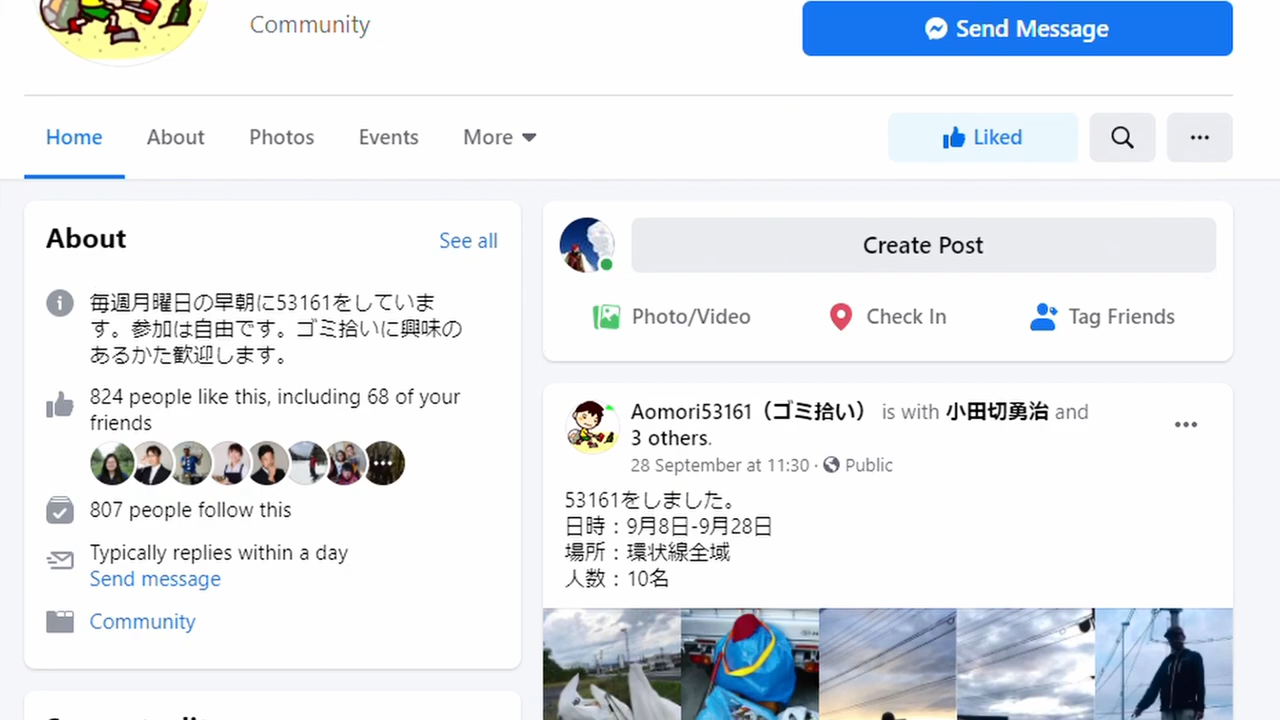 Community
Send Message
Home
About
Photos
Events
More
Liked
About
See all
毎週月曜日の早朝に53161をしていま
す。参加は自由です。ゴミ拾いに興味の
あるかた歓迎します。
824 people like this, including 68 of your
friends
807 people follow this
Typically replies within a day
Send message
Community
Create Post
Photo/Video
Check In
Tag Friends
Aomori53161（ゴミ拾い） is with 小田切勇治 and
3 others.
28 September at 11:30 · Public
53161をしました。
日時：9月8日-9月28日
場所：環状線全域
人数：10名